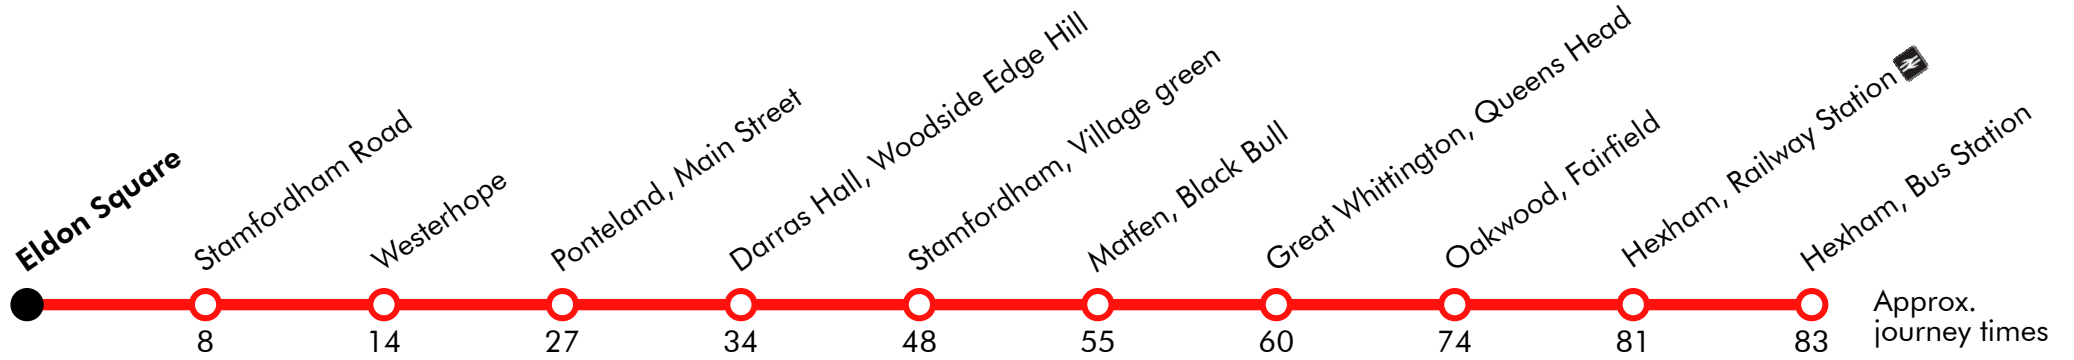 Eldon Square
Stamfordham Road
Westerhope
Ponteland, Main Street
Darras Hall, Woodside Edge Hill
Stamfordham, Village green
Matfen, Black Bull
Great Whittington, Queens Head
Oakwood, Fairfield
Hexham, Railway Station
Hexham, Bus Station
8
14
27
34
48
55
60
74
81
83
Approx.
journey times